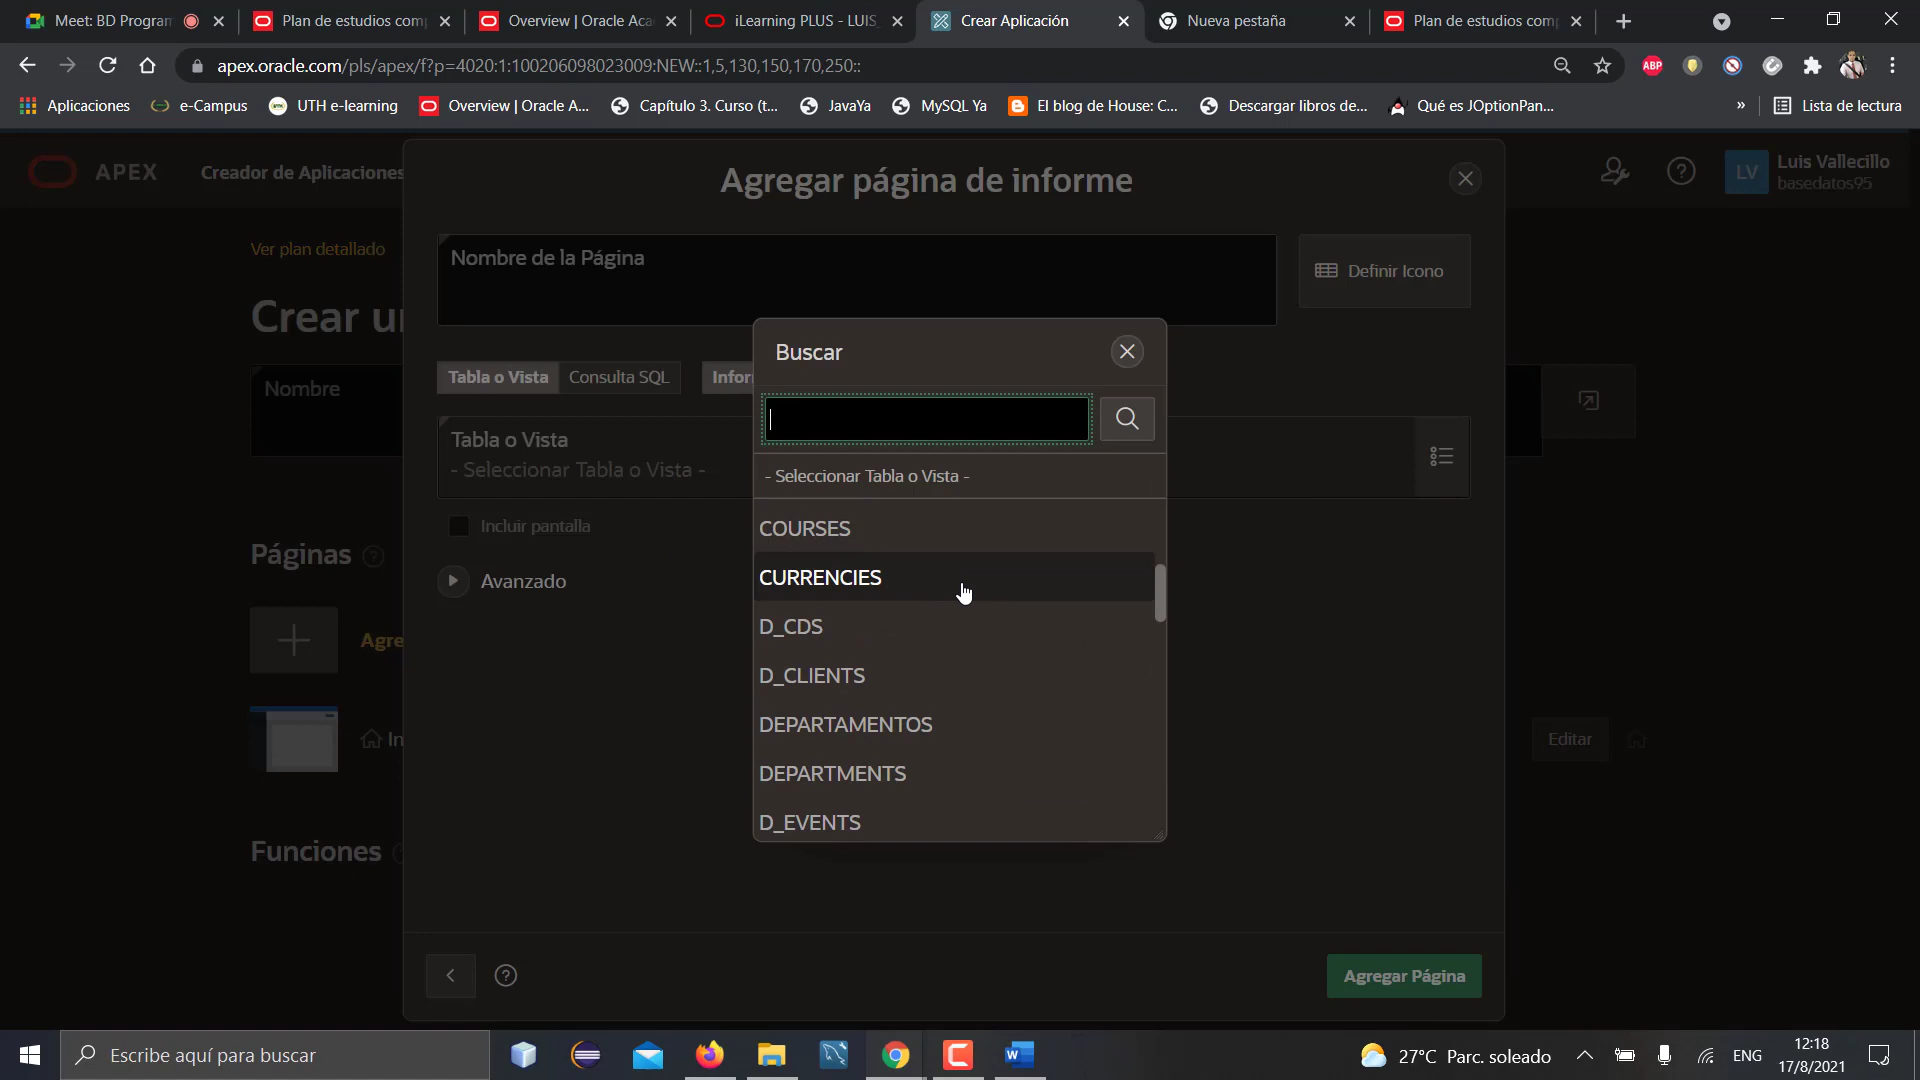 Meet: BD Program
Plan de estudios comp
Overview | Oracle Aca
iLearning PLUS - LUIS
Crear Aplicación
Nueva pestaña
Plan de estudios comp
apex.oracle.com/pls/apex/f?p=4020:1:100206098023009:NEW::1,5,130,150,170,250::
ABP
Aplicaciones
e-Campus
UTH e-learning
Overview | Oracle A...
Capítulo 3. Curso (t...
JavaYa
MySQL Ya
El blog de House: C...
Descargar libros de...
Qué es JOptionPan...
»
Lista de lectura
APEX
Creador de Aplicaciones
Agregar página de informe
LV
Luis Vallecillo
basedatos95
Ver plan detallado
Nombre de la Página
Definir Icono
Crear un
Nombre
Buscar
Tabla o Vista
Consulta SQL
Infor
Tabla o Vista
- Seleccionar Tabla o Vista -
- Seleccionar Tabla o Vista -
Incluir pantalla
COURSES
Páginas
Avanzado
CURRENCIES
D_CDS
Agre
D_CLIENTS
DEPARTAMENTOS
In
Editar
DEPARTMENTS
D_EVENTS
Funciones
Agregar Página
Escribe aquí para buscar
27°C Parc. soleado
ENG
12:18
17/8/2021